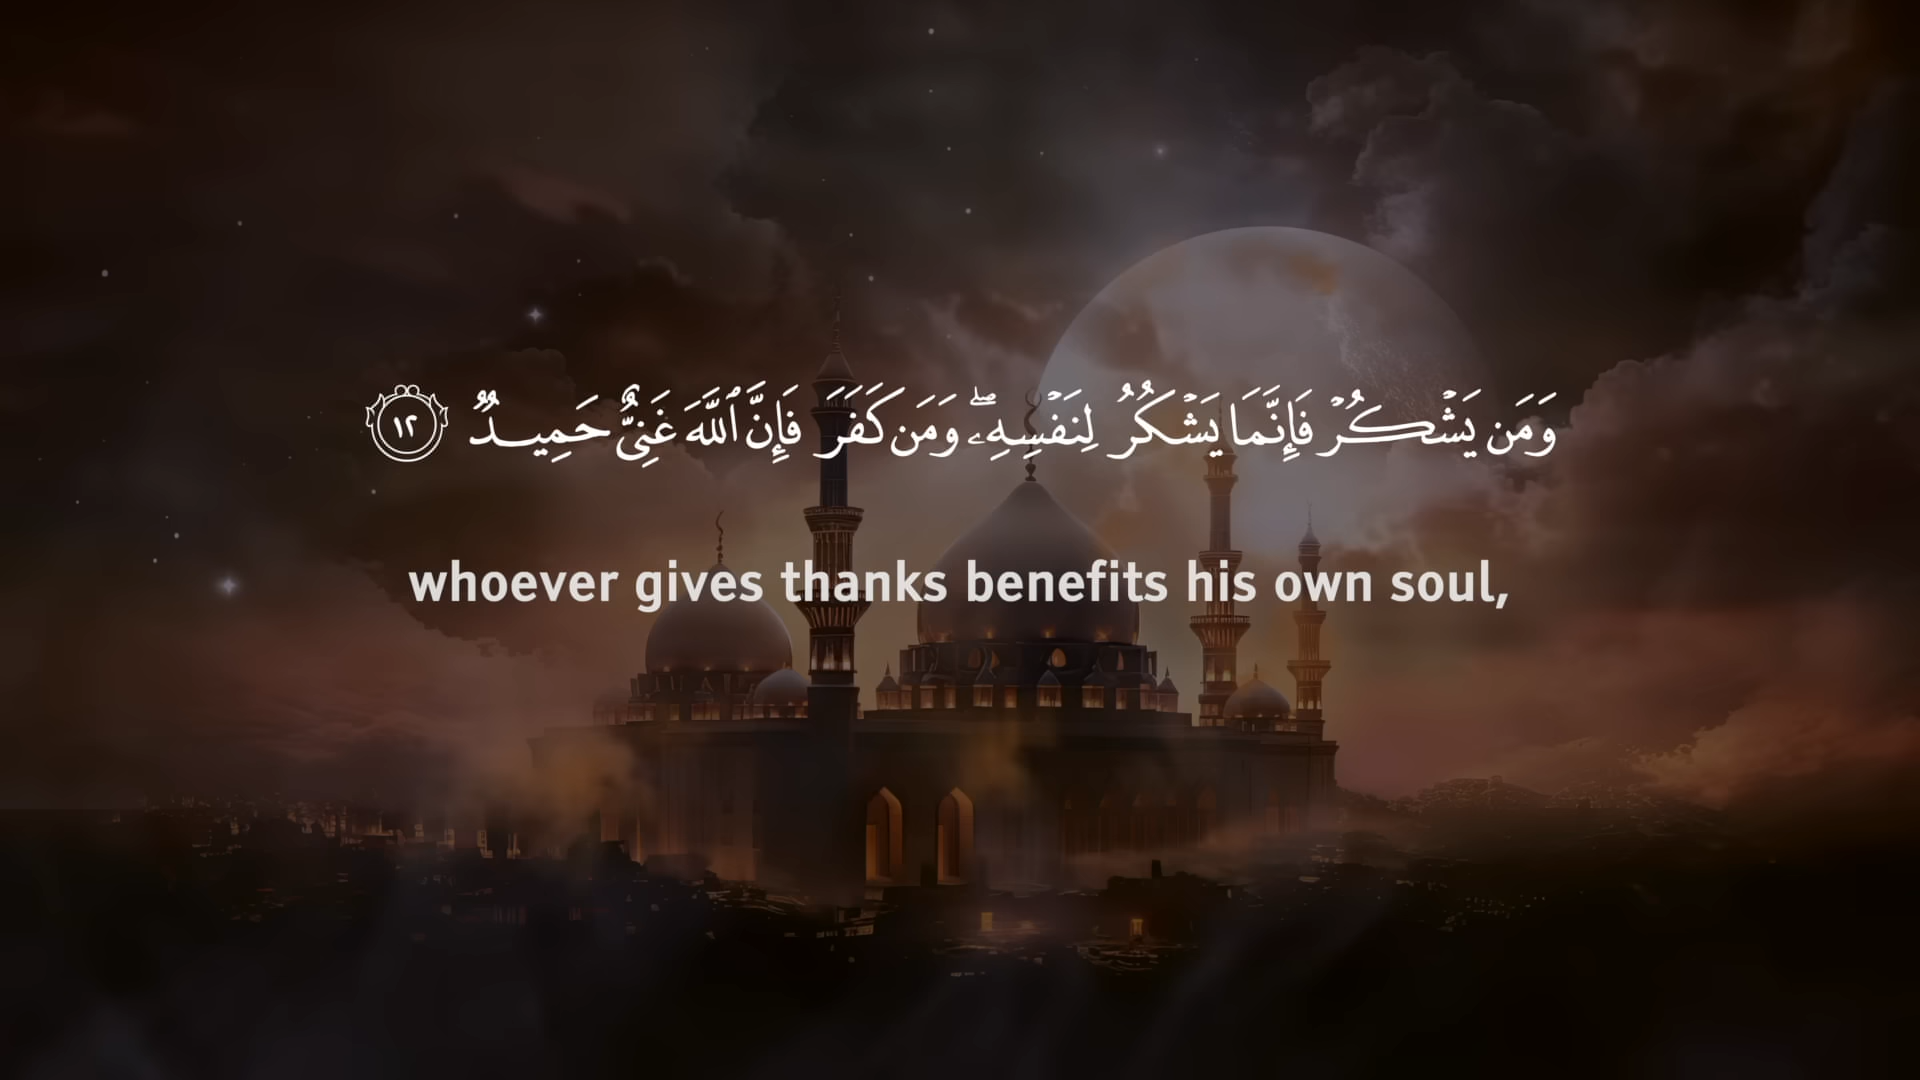 وَمَن يَشْكُرْ فَإِنَّمَا يَشْكُرُ لِنَفْسِهِۦۖ وَمَن كَفَرَ فَإِنَّ ٱللَّهَ غَنِىٌّ حَمِيدٌ ١٢
whoever gives thanks benefits his own soul,